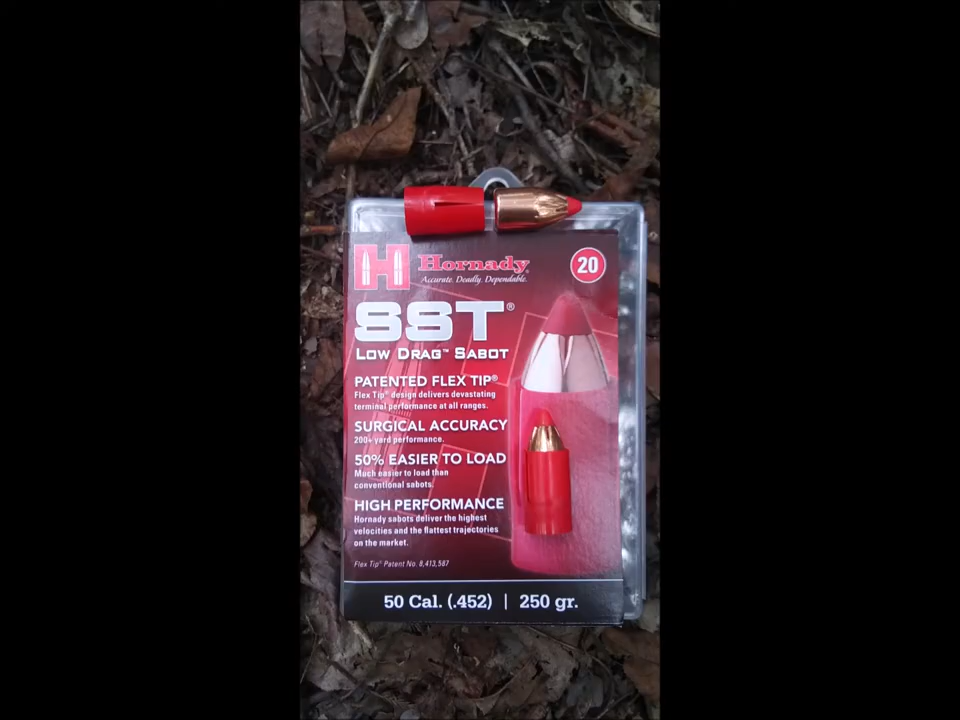 H Hornady®
Accurate. Deadly. Dependable.
20
SST®
LOW DRAG™ SABOT
PATENTED FLEX TIP®
Flex Tip® design delivers devastating
terminal performance at all ranges.
SURGICAL ACCURACY
200+ yard performance.
50% EASIER TO LOAD
Much easier to load than
conventional sabots.
HIGH PERFORMANCE
Hornady sabots deliver the highest
velocities and the flattest trajectories
on the market.
Flex Tip® Patent No. 8,413,587
50 Cal. (.452) | 250 gr.